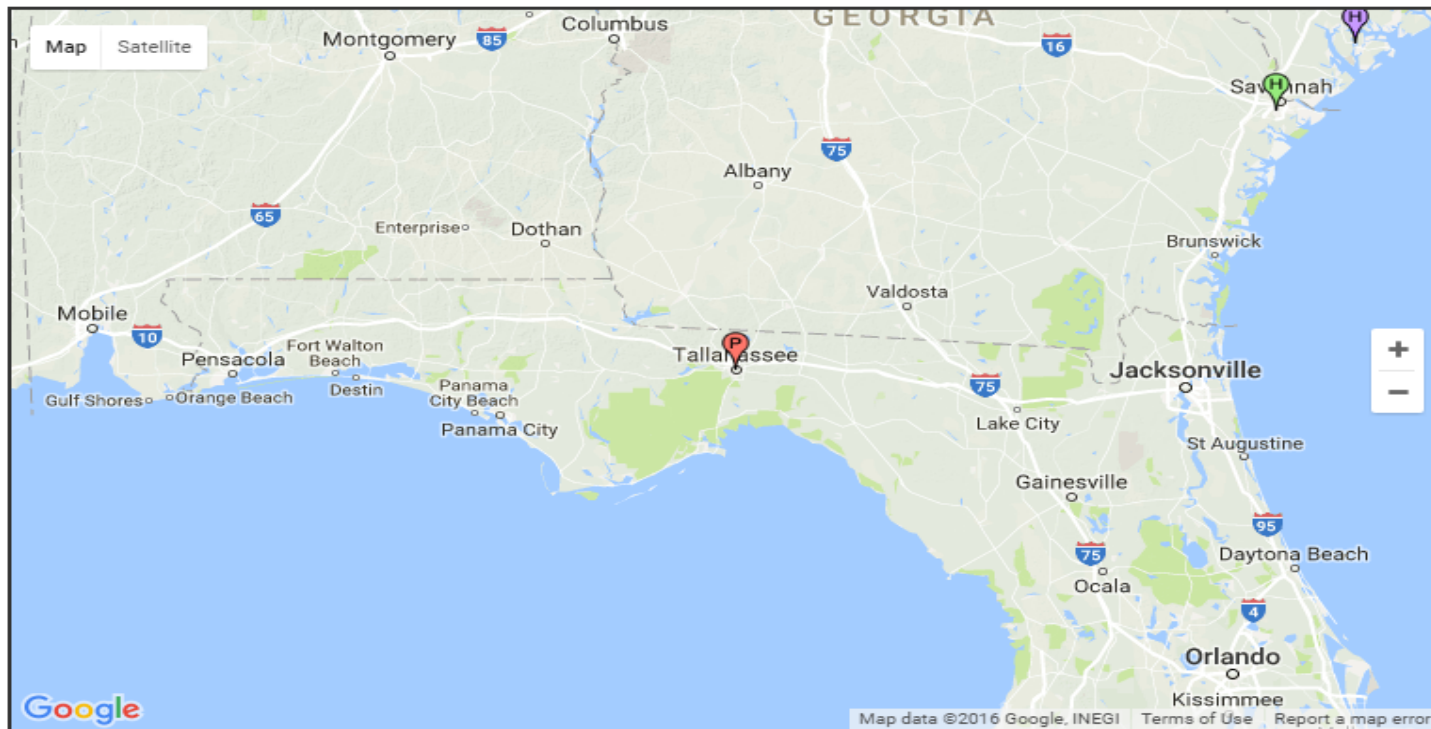 GEORGIA
H
Columbus
Map
Satellite
Montgomery
85
16
H
Savannah
75
Albany
65
Enterprise
Dothan
Brunswick
Valdosta
Mobile
10
P
Tallahassee
Fort Walton
Beach
Pensacola
Destin
Panama
City Beach
Gulf Shores
Orange Beach
Panama City
75
Jacksonville
+
−
Lake City
St Augustine
Gainesville
95
75
Daytona Beach
Ocala
4
Orlando
Kissimmee
Google
Map data ©2016 Google, INEGI
Terms of Use
Report a map error